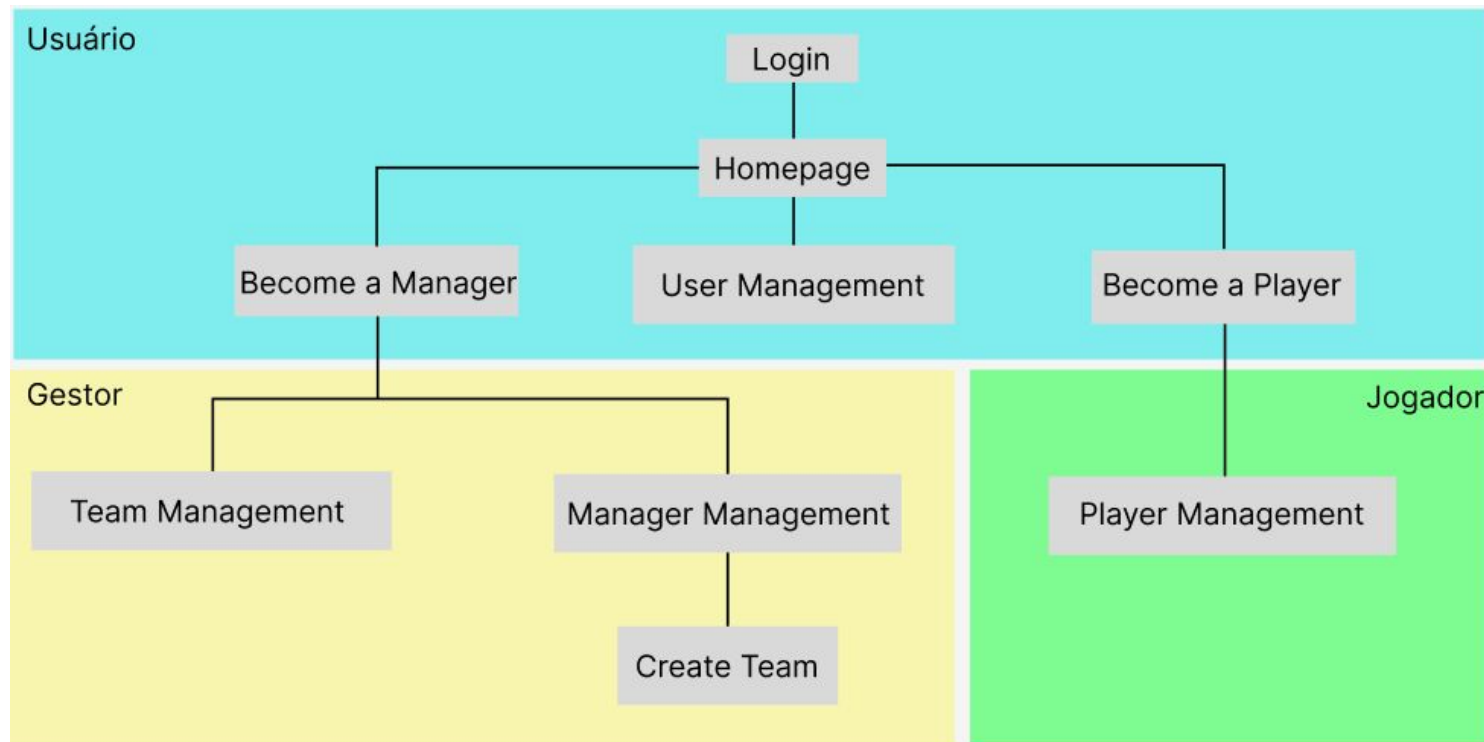 Usuário
Login
Homepage
Become a Manager
User Management
Become a Player
Gestor
Jogador
Team Management
Manager Management
Player Management
Create Team